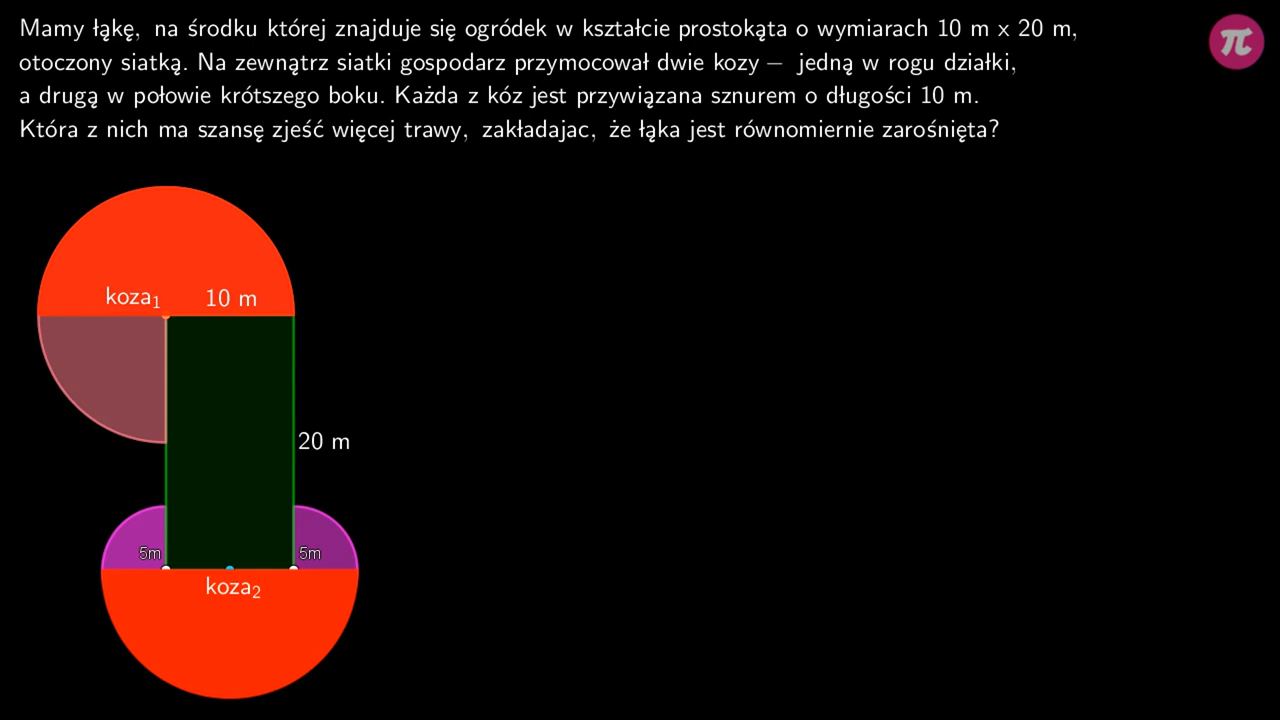 Mamy łąkę, na środku której znajduje się ogródek w kształcie prostokąta o wymiarach 10 m x 20 m,
otoczony siatką. Na zewnątrz siatki gospodarz przymocował dwie kozy – jedną w rogu działki,
a drugą w połowie krótszego boku. Każda z kóz jest przywiązana sznurem o długości 10 m.
Która z nich ma szansę zjeść więcej trawy, zakładajac, że łąka jest równomiernie zarośnięta?
π
koza₁ 10 m
20 m
5m 5m
koza₂